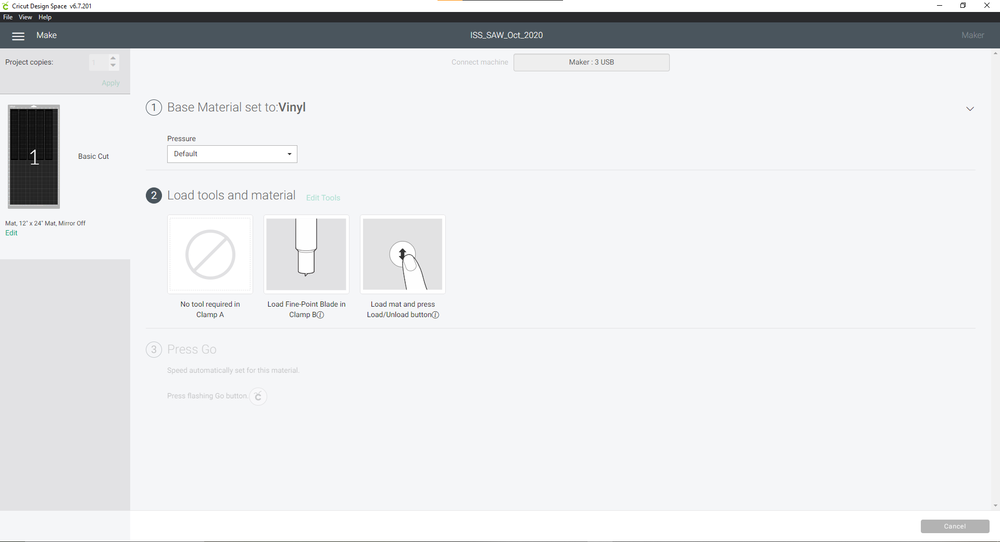 Cricut Design Space v6.7.201
File View Help
Make
ISS_SAW_Oct_2020
Maker
Project copies:
1
Apply
Connect machine
Maker : 3 USB
1 Base Material set to:Vinyl
Pressure
Default
1
Basic Cut
Mat, 12" x 24" Mat, Mirror Off
Edit
2 Load tools and material
Edit Tools
No tool required in
Clamp A
Load Fine-Point Blade in
Clamp B
Load mat and press
Load/Unload button
3 Press Go
Speed automatically set for this material.
Press flashing Go button.
Cancel